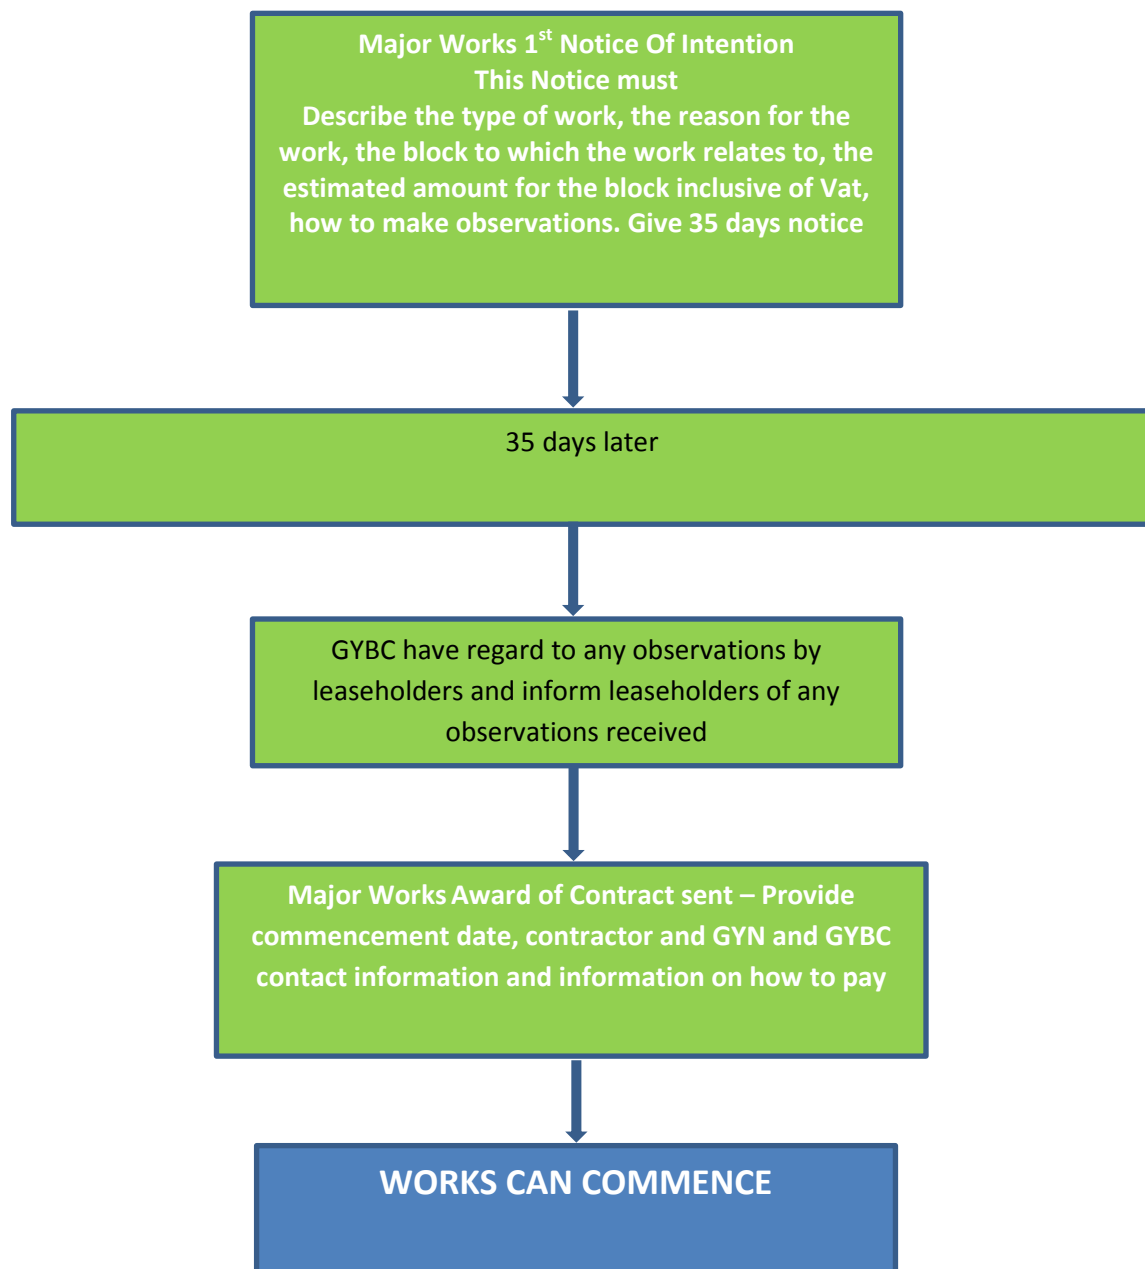 Major Works 1st Notice Of Intention
This Notice must
Describe the type of work, the reason for the
work, the block to which the work relates to, the
estimated amount for the block inclusive of Vat,
how to make observations. Give 35 days notice
35 days later
GYBC have regard to any observations by
leaseholders and inform leaseholders of any
observations received
Major Works Award of Contract sent – Provide
commencement date, contractor and GYN and GYBC
contact information and information on how to pay
WORKS CAN COMMENCE